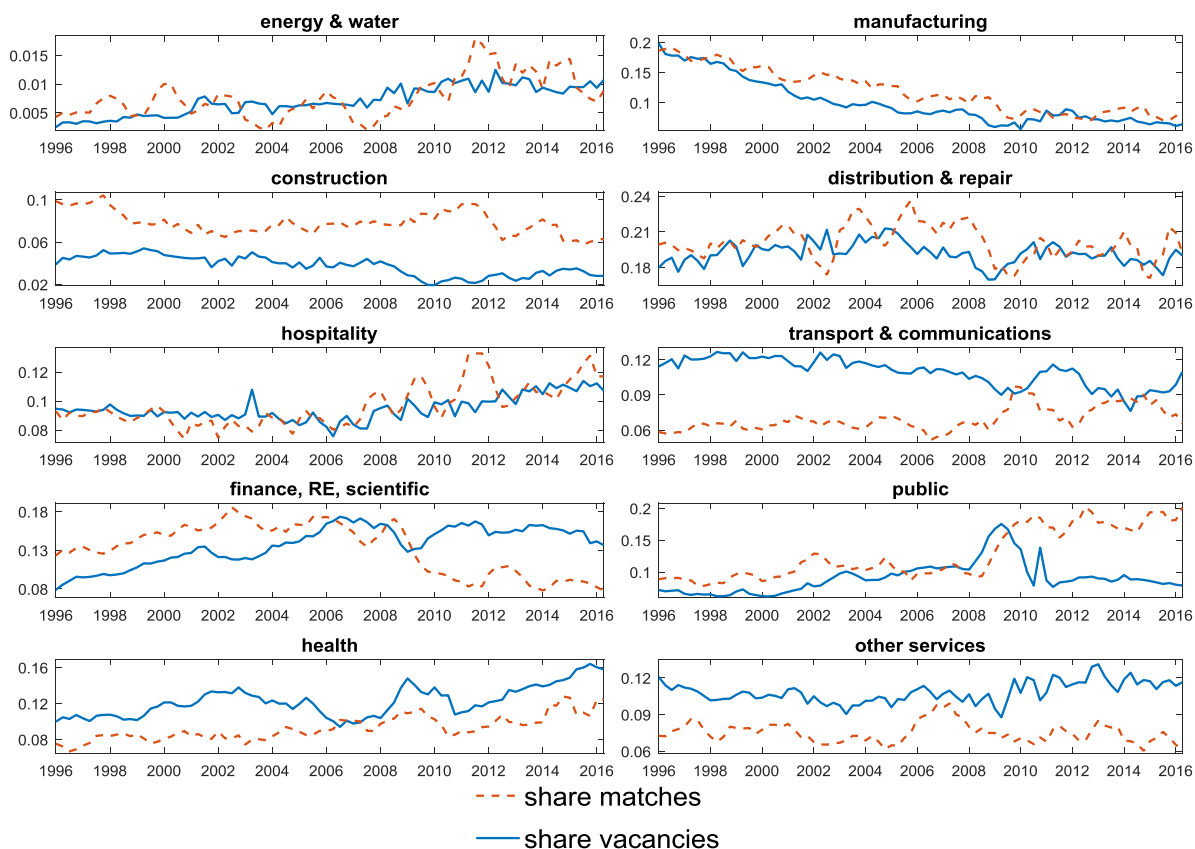 energy & water
0.015
0.01
0.005
1996 1998 2000 2002 2004 2006 2008 2010 2012 2014 2016
manufacturing
0.2
0.15
0.1
1996 1998 2000 2002 2004 2006 2008 2010 2012 2014 2016
construction
0.1
0.06
0.02
1996 1998 2000 2002 2004 2006 2008 2010 2012 2014 2016
distribution & repair
0.24
0.21
0.18
1996 1998 2000 2002 2004 2006 2008 2010 2012 2014 2016
hospitality
0.12
0.1
0.08
1996 1998 2000 2002 2004 2006 2008 2010 2012 2014 2016
transport & communications
0.12
0.09
0.06
1996 1998 2000 2002 2004 2006 2008 2010 2012 2014 2016
finance, RE, scientific
0.18
0.13
0.08
1996 1998 2000 2002 2004 2006 2008 2010 2012 2014 2016
public
0.2
0.15
0.1
1996 1998 2000 2002 2004 2006 2008 2010 2012 2014 2016
health
0.16
0.12
0.08
1996 1998 2000 2002 2004 2006 2008 2010 2012 2014 2016
other services
0.12
0.09
0.06
1996 1998 2000 2002 2004 2006 2008 2010 2012 2014 2016
share matches
share vacancies